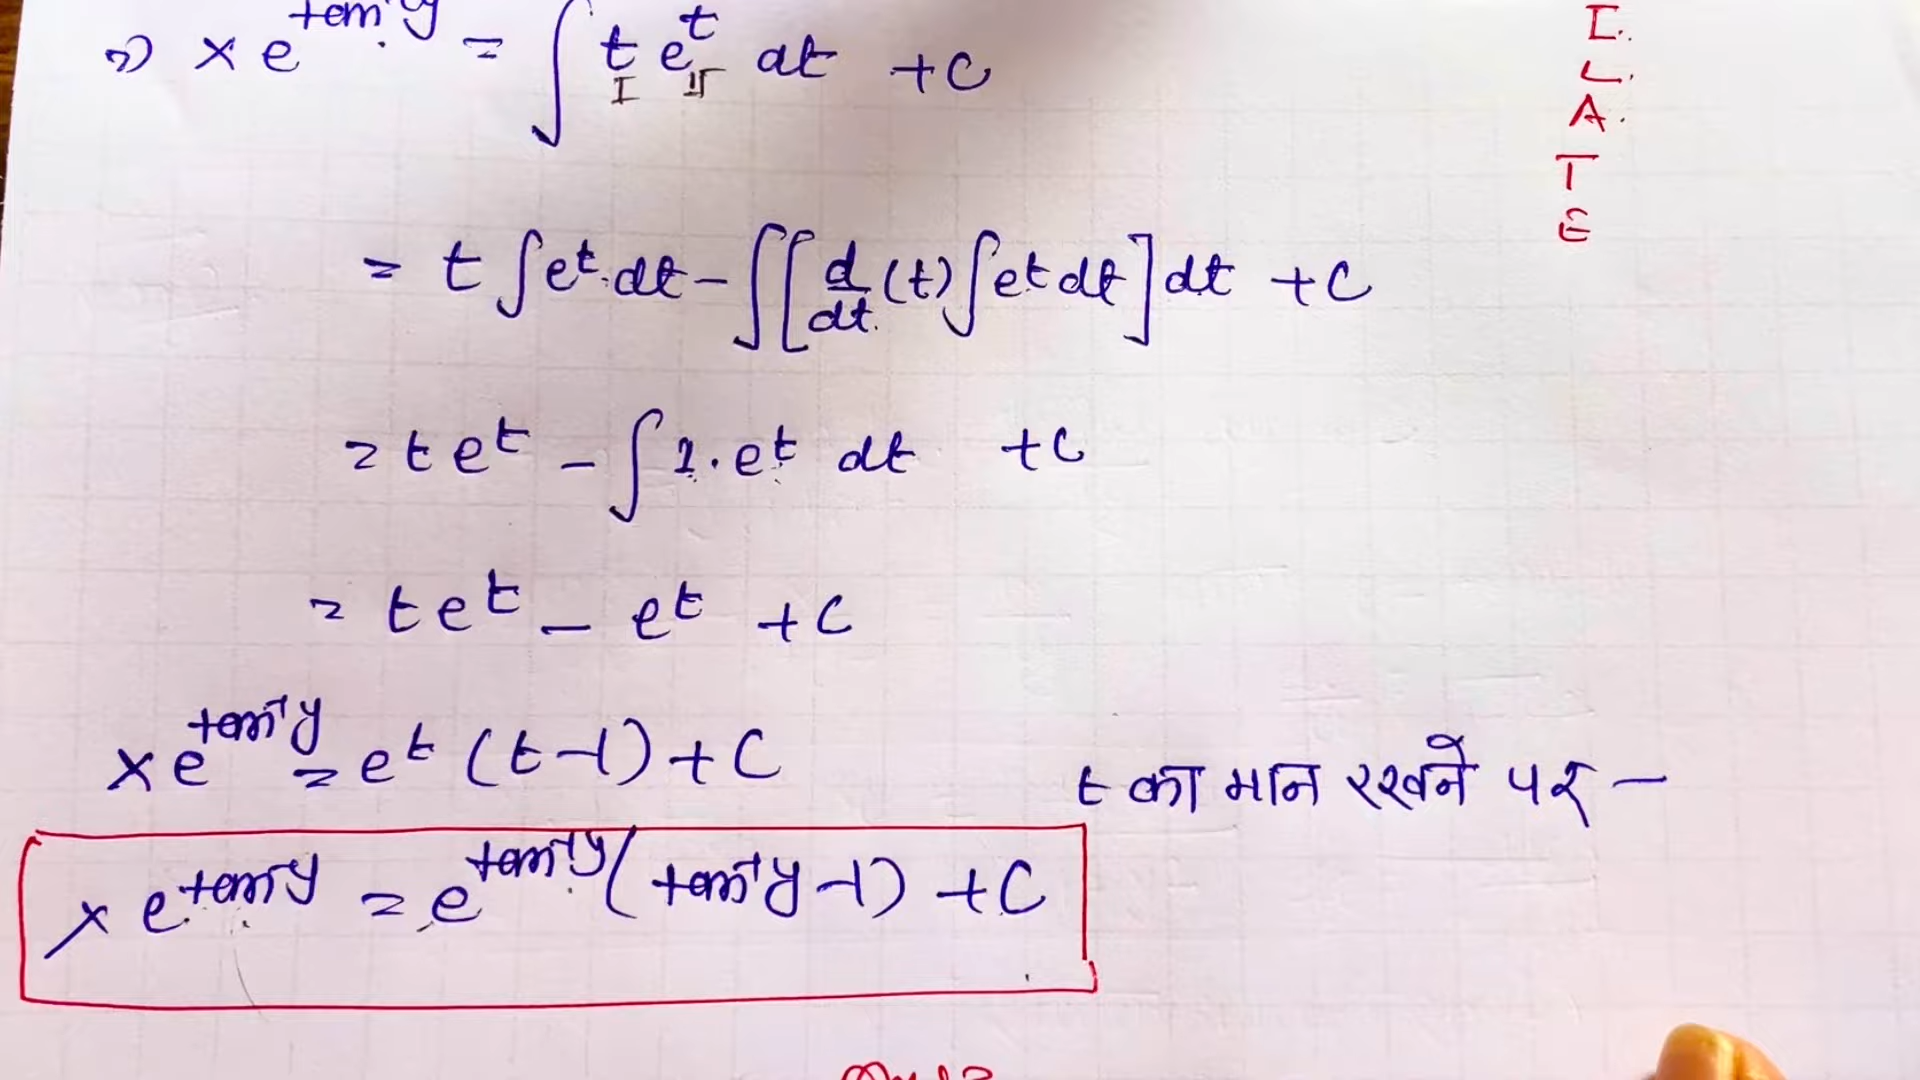 ⇒ x e^{tan⁻¹y} = ∫ t e^t dt + C
I II
= t ∫e^t.dt - ∫[d/dt (t) ∫e^t dt] dt + C
= t e^t - ∫1.e^t dt + C
= t e^t - e^t + C
x e^{tan⁻¹y} = e^t (t-1) + C
t का मान रखने पर -
x e^{tan⁻¹y} = e^{tan⁻¹y} (tan⁻¹y - 1) + C
I.
L.
A.
T
E